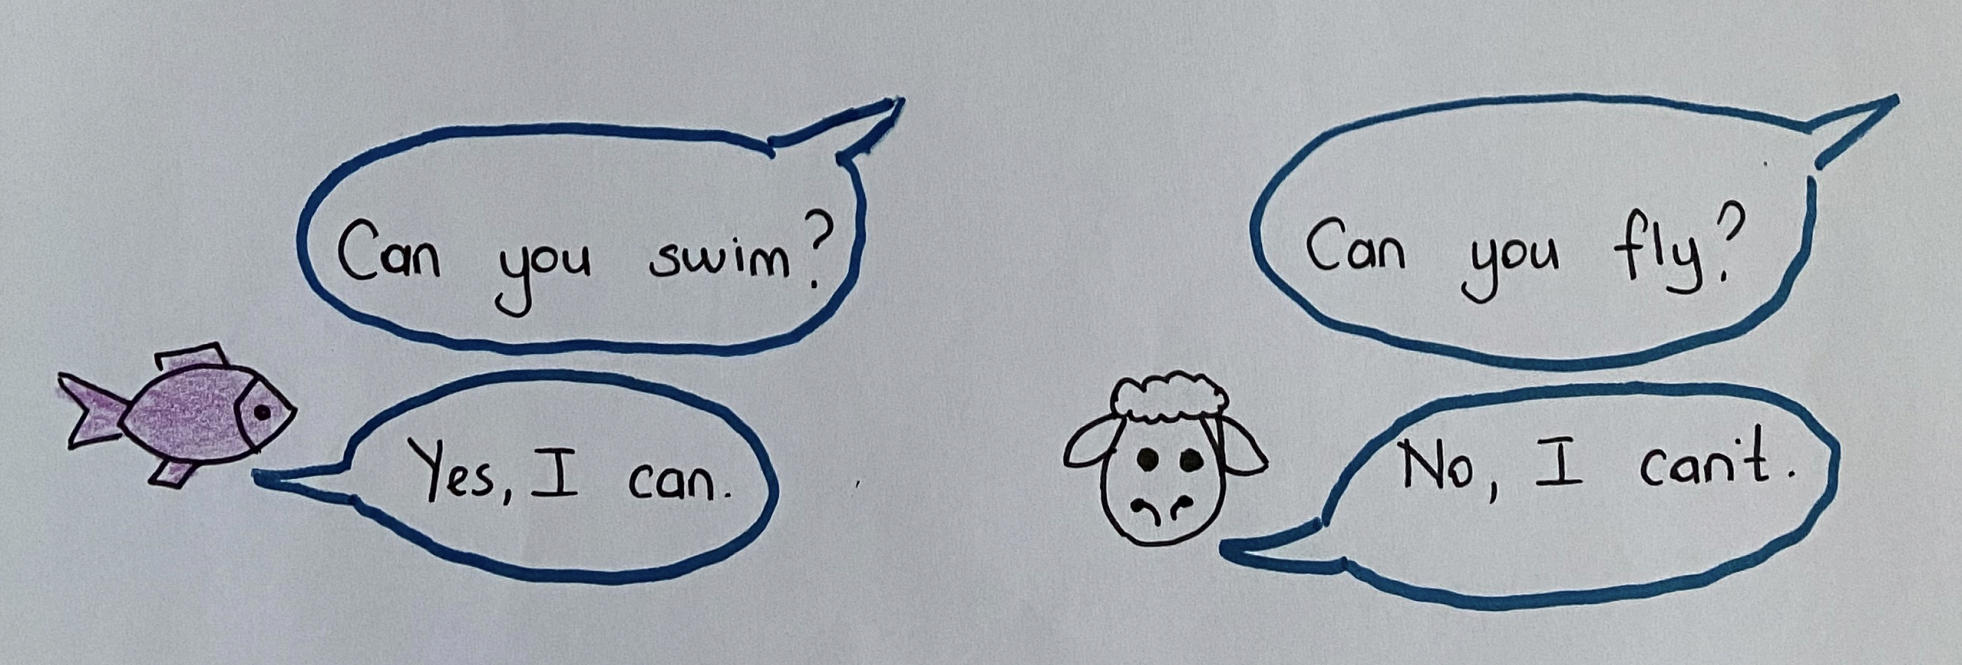 Can you swim?
Yes, I can.
Can you fly?
No, I can't.